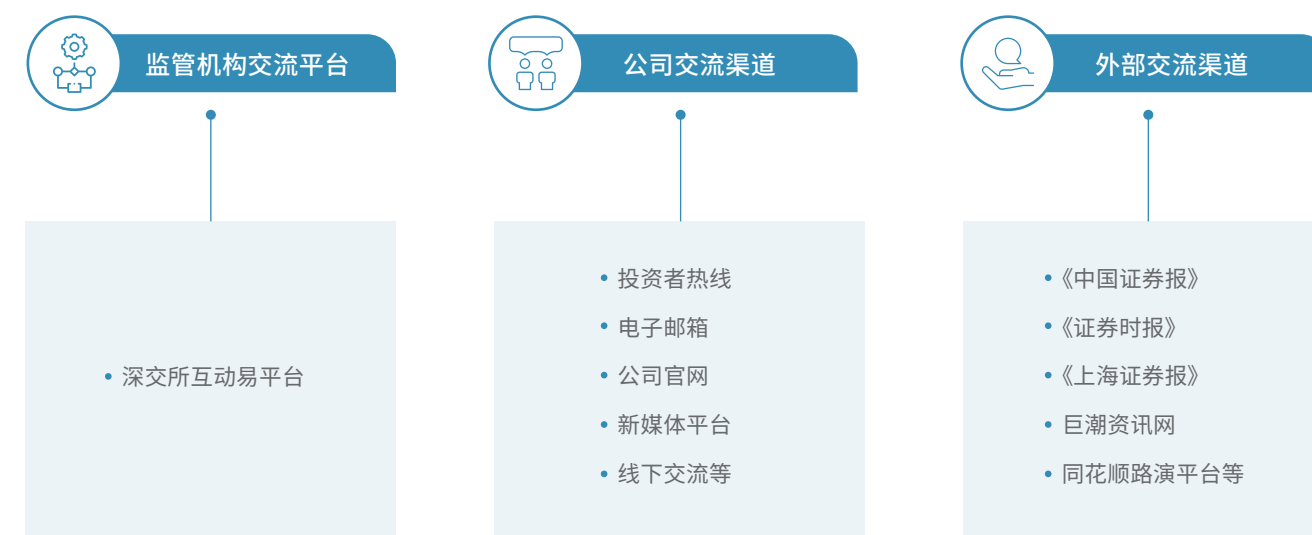 监管机构交流平台
深交所互动易平台
公司交流渠道
投资者热线
电子邮箱
公司官网
新媒体平台
线下交流等
外部交流渠道
《中国证券报》
《证券时报》
《上海证券报》
巨潮资讯网
同花顺路演平台等